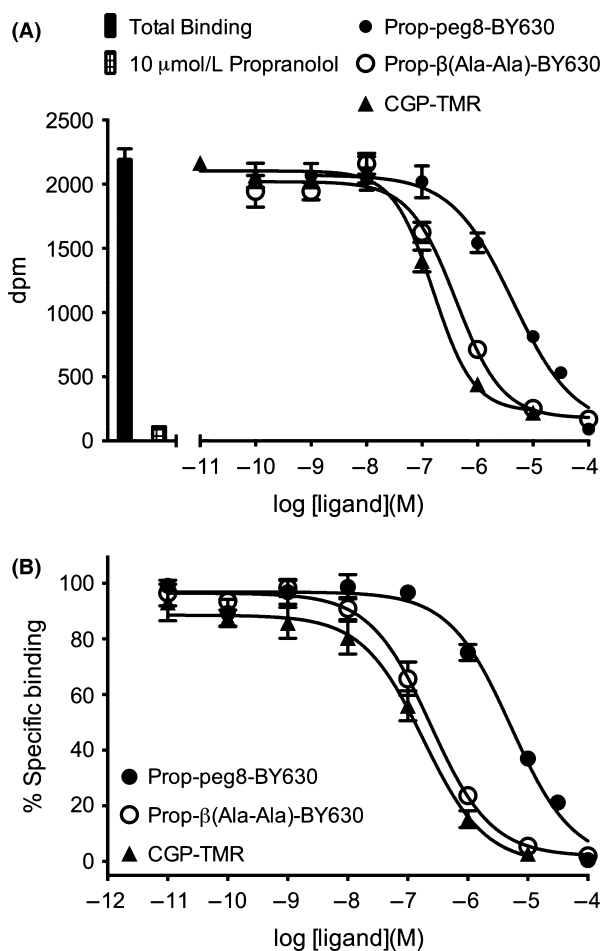 (A)
Total Binding
10 μmol/L Propranolol
Prop-peg8-BY630
Prop-β(Ala-Ala)-BY630
CGP-TMR
2500
2000
1500
1000
500
0
dpm
−11 −10 −9 −8 −7 −6 −5 −4
log [ligand](M)
(B)
100
80
60
40
20
0
% Specific binding
Prop-peg8-BY630
Prop-β(Ala-Ala)-BY630
CGP-TMR
−12 −11 −10 −9 −8 −7 −6 −5 −4
log [ligand](M)